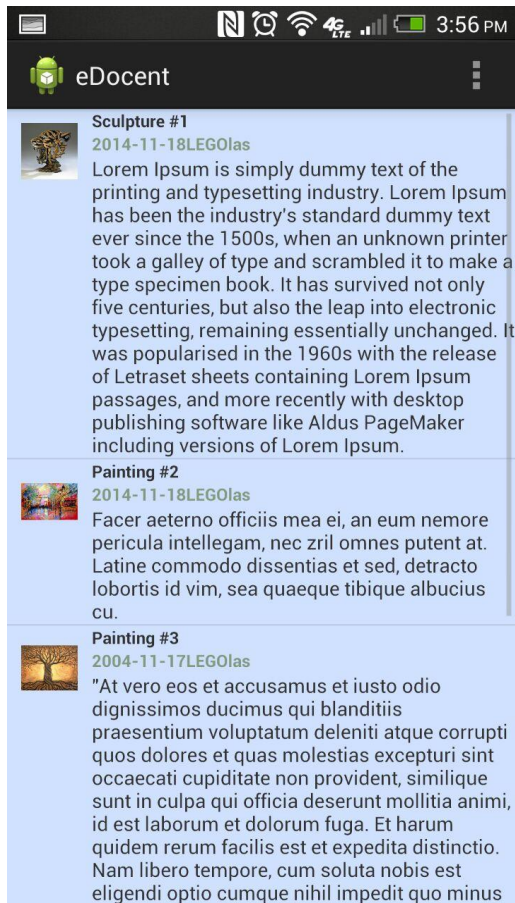 4G LTE 3:56 PM
eDocent
Sculpture #1
2014-11-18LEGOlas
Lorem Ipsum is simply dummy text of the
printing and typesetting industry. Lorem Ipsum
has been the industry's standard dummy text
ever since the 1500s, when an unknown printer
took a galley of type and scrambled it to make a
type specimen book. It has survived not only
five centuries, but also the leap into electronic
typesetting, remaining essentially unchanged. It
was popularised in the 1960s with the release
of Letraset sheets containing Lorem Ipsum
passages, and more recently with desktop
publishing software like Aldus PageMaker
including versions of Lorem Ipsum.
Painting #2
2014-11-18LEGOlas
Facer aeterno officiis mea ei, an eum nemore
pericula intellegam, nec zril omnes putent at.
Latine commodo dissentias et sed, detracto
lobortis id vim, sea quaeque tibique albucius
cu.
Painting #3
2004-11-17LEGOlas
"At vero eos et accusamus et iusto odio
dignissimos ducimus qui blanditiis
praesentium voluptatum deleniti atque corrupti
quos dolores et quas molestias excepturi sint
occaecati cupiditate non provident, similique
sunt in culpa qui officia deserunt mollitia animi,
id est laborum et dolorum fuga. Et harum
quidem rerum facilis est et expedita distinctio.
Nam libero tempore, cum soluta nobis est
eligendi optio cumque nihil impedit quo minus